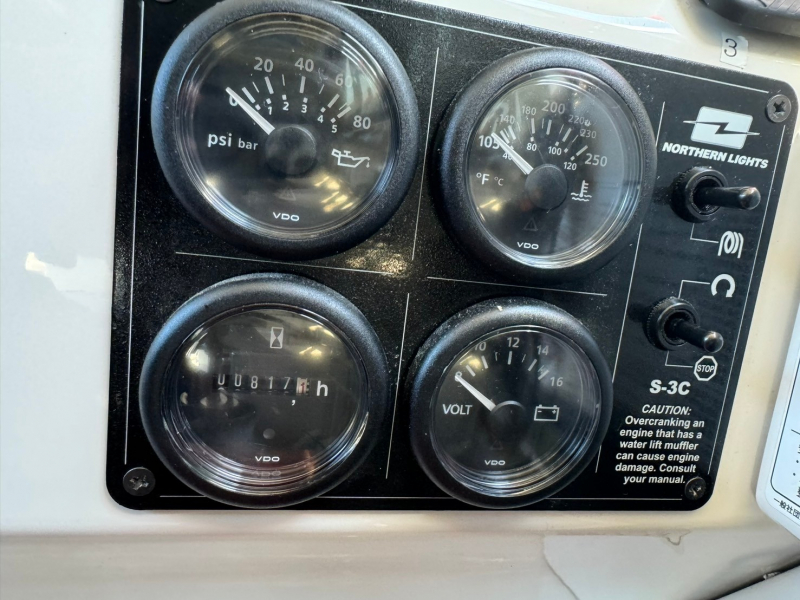 3
0 20 40 60 80
1 2 3 4 5
psi bar
VDO
105 140 180 200 220 230 250
40 80 100 120
°F °C
VDO
NORTHERN LIGHTS
00817
h
VDO
8 10 12 14 16
VOLT
VDO
STOP
S-3C
CAUTION:
Overcranking an
engine that has a
water lift muffler
can cause engine
damage. Consult
your manual.